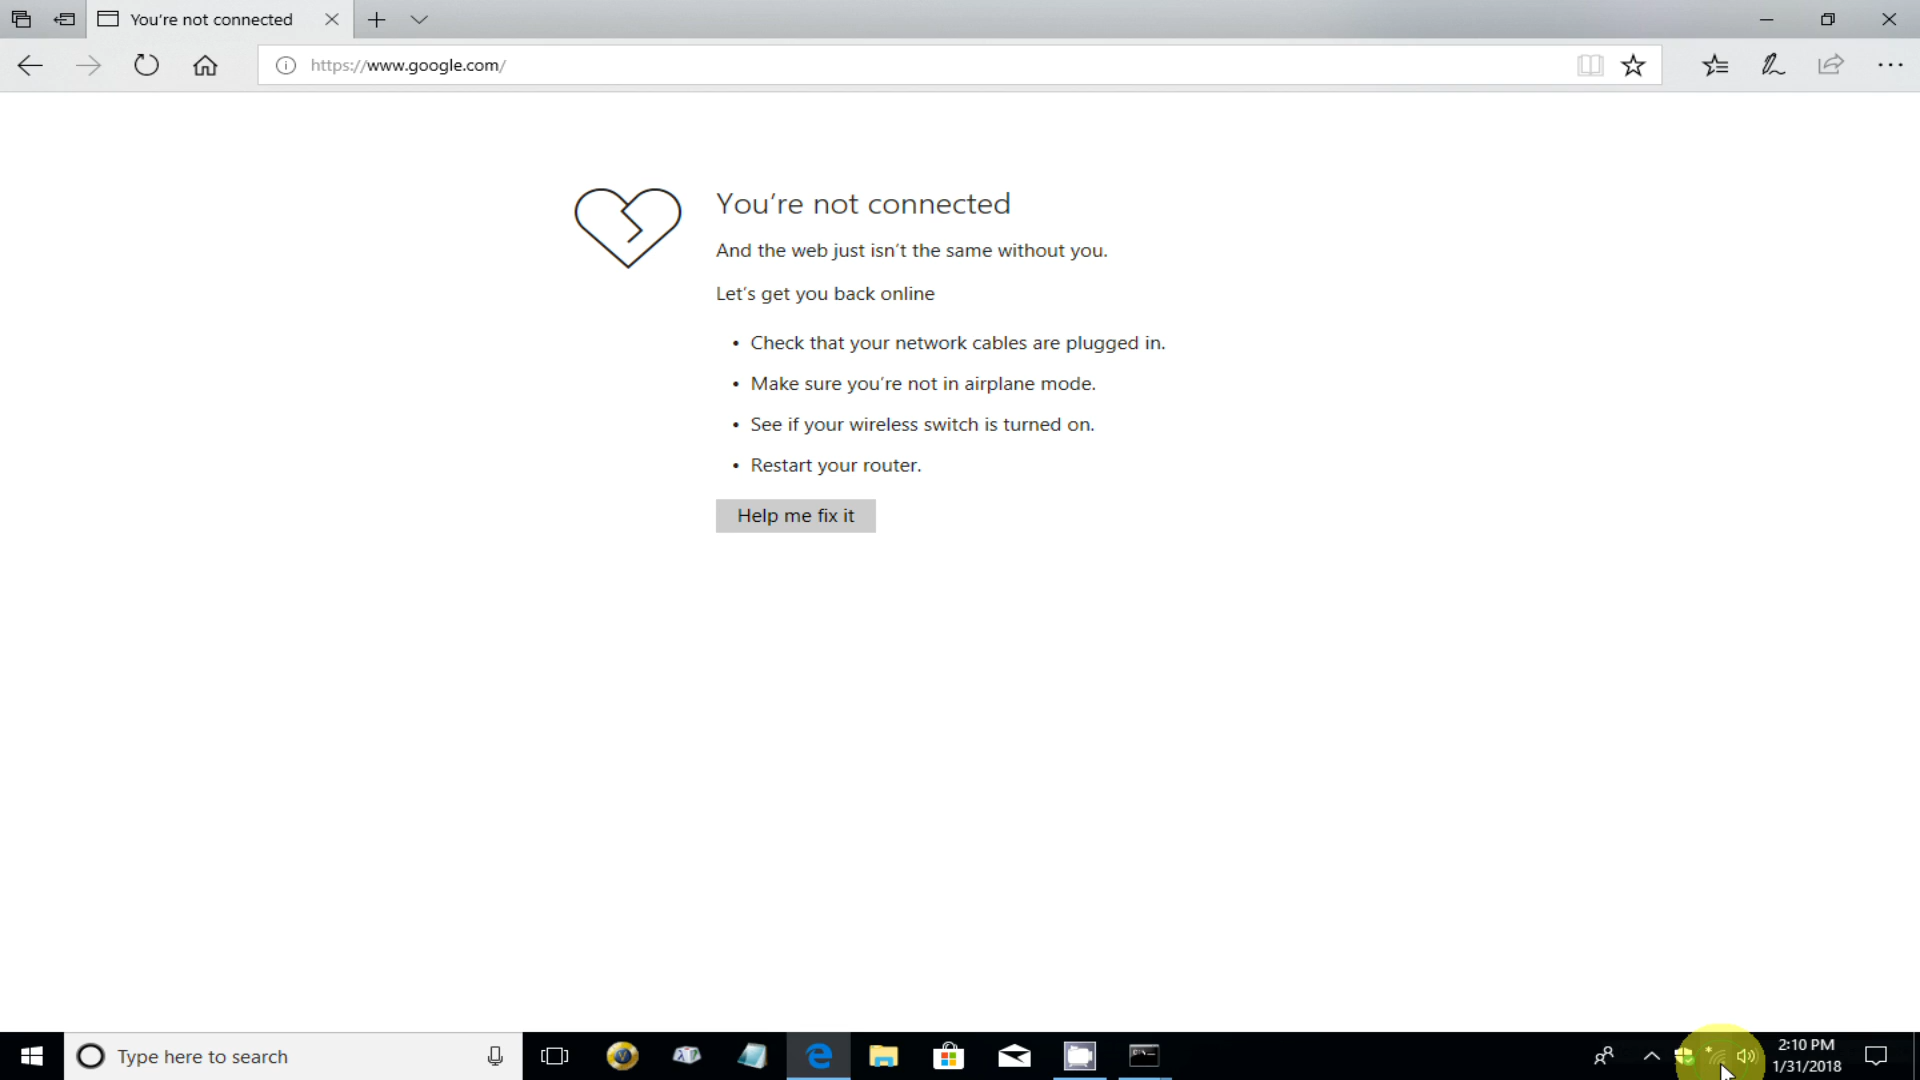 You're not connected
https://www.google.com/
You're not connected
And the web just isn't the same without you.
Let's get you back online
• Check that your network cables are plugged in.
• Make sure you're not in airplane mode.
• See if your wireless switch is turned on.
• Restart your router.
Help me fix it
Type here to search
2:10 PM
1/31/2018